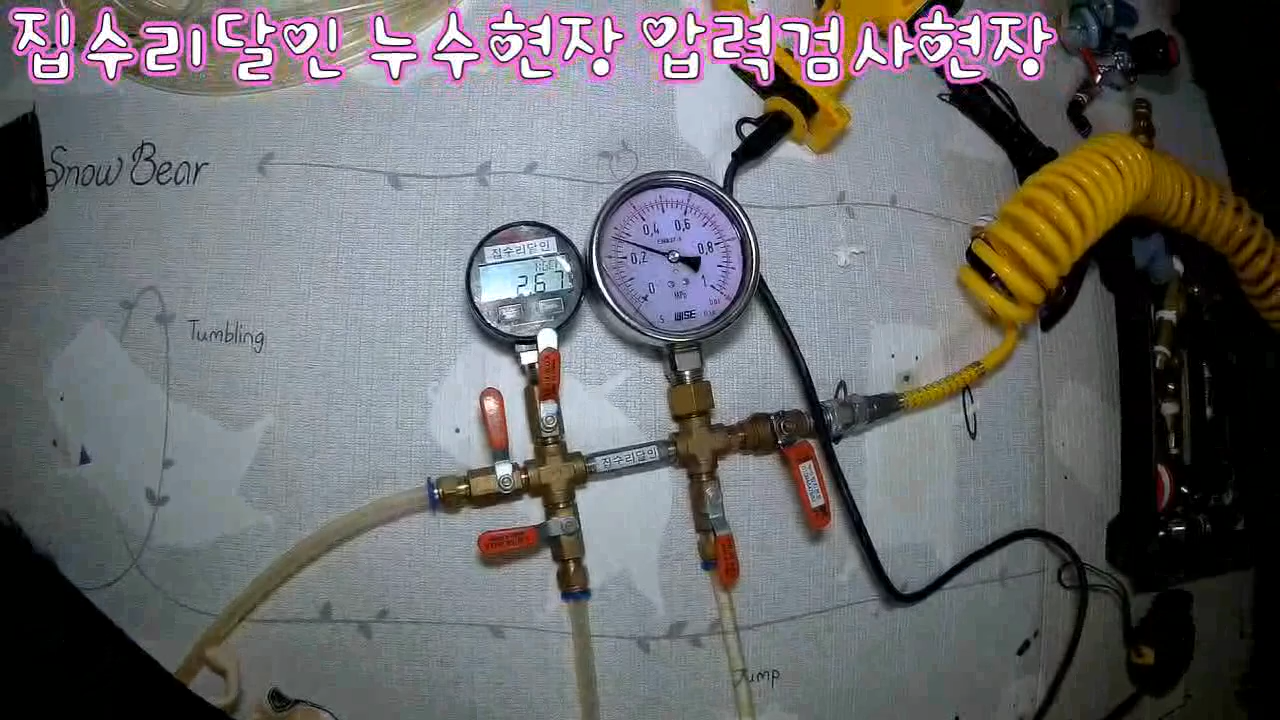 집수리달인 누수현장 압력검사현장
Snow Bear
집수리달인
2.67
0,4 0,6
0,2 0,8
0 1
MPa
WISE
Tumbling
집수리달인
Jump